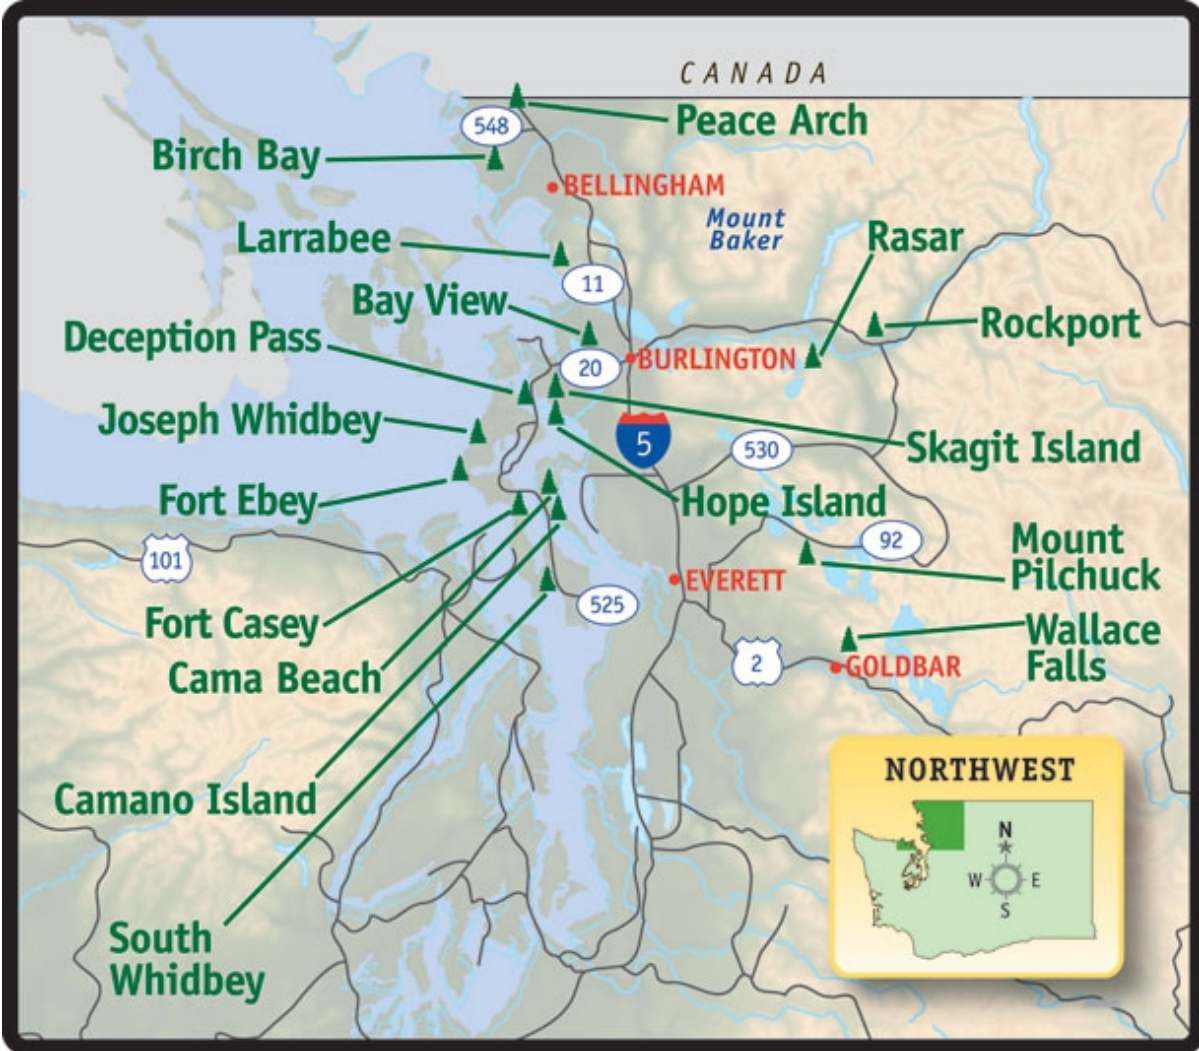 CANADA
Peace Arch
548
Birch Bay
BELLINGHAM
Mount
Baker
Larrabee
Rasar
11
Bay View
Deception Pass
Rockport
20
BURLINGTON
Joseph Whidbey
5
530
Skagit Island
Fort Ebey
Hope Island
101
92
Mount
Pilchuck
EVERETT
525
Fort Casey
Wallace
Falls
2
GOLDBAR
Cama Beach
Camano Island
NORTHWEST
N
W E
S
South
Whidbey